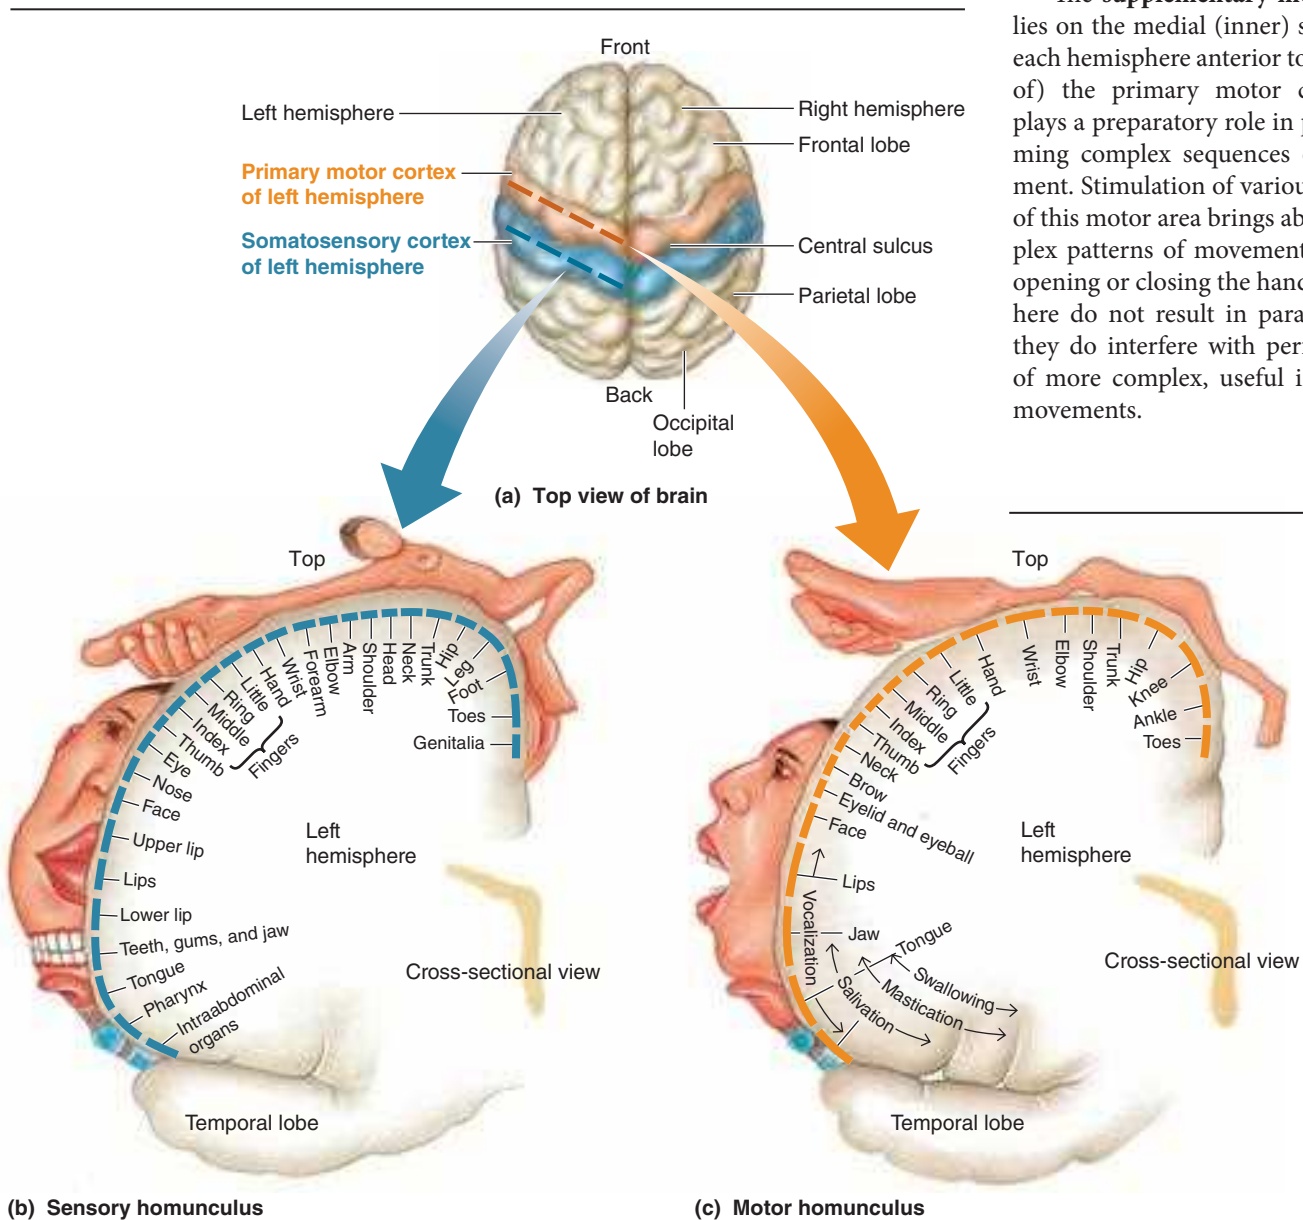 The supplementary m
lies on the medial (inner) s
each hemisphere anterior to
of) the primary motor c
plays a preparatory role in p
ming complex sequences
ment. Stimulation of variou
of this motor area brings ab
plex patterns of movement
opening or closing the hand
here do not result in para
they do interfere with per
of more complex, useful i
movements.
Front
Left hemisphere
Right hemisphere
Frontal lobe
Primary motor cortex
of left hemisphere
Somatosensory cortex
of left hemisphere
Central sulcus
Parietal lobe
Back
Occipital
lobe
(a) Top view of brain
Top
Genitalia
Toes
Foot
Leg
Hip
Trunk
Neck
Head
Shoulder
Arm
Elbow
Forearm
Wrist
Hand
Little
Ring
Middle
Index
Thumb
Fingers
Eye
Nose
Face
Upper lip
Lips
Lower lip
Teeth, gums, and jaw
Tongue
Pharynx
Intraabdominal
organs
Left
hemisphere
Cross-sectional view
Temporal lobe
(b) Sensory homunculus
Top
Toes
Ankle
Knee
Hip
Trunk
Shoulder
Elbow
Wrist
Hand
Little
Ring
Middle
Index
Thumb
Fingers
Neck
Brow
Eyelid and eyeball
Face
Lips
Vocalization
Jaw
Tongue
Swallowing
Mastication
Salivation
Left
hemisphere
Cross-sectional view
Temporal lobe
(c) Motor homunculus